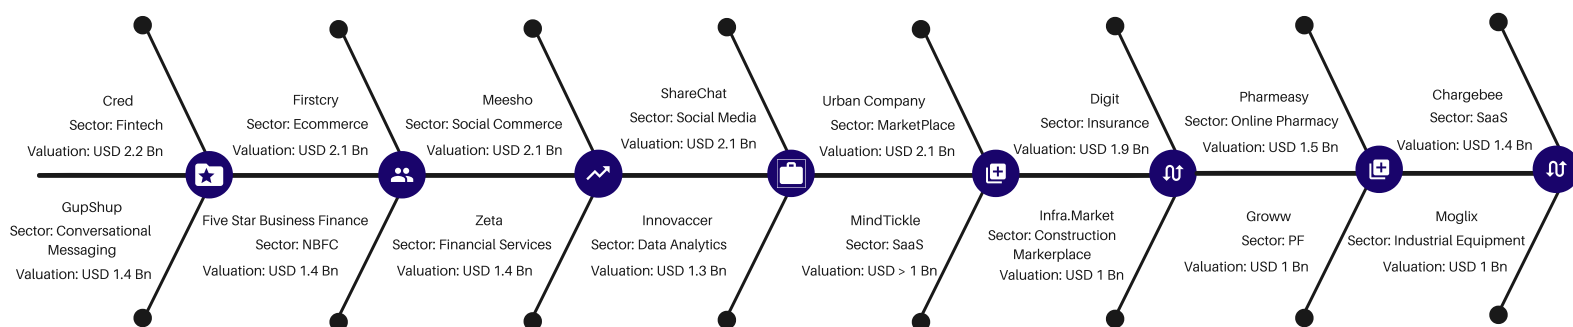 Cred
Sector: Fintech
Valuation: USD 2.2 Bn
Firstcry
Sector: Ecommerce
Valuation: USD 2.1 Bn
Meesho
Sector: Social Commerce
Valuation: USD 2.1 Bn
ShareChat
Sector: Social Media
Valuation: USD 2.1 Bn
Urban Company
Sector: MarketPlace
Valuation: USD 2.1 Bn
Digit
Sector: Insurance
Valuation: USD 1.9 Bn
Pharmeasy
Sector: Online Pharmacy
Valuation: USD 1.5 Bn
Chargebee
Sector: SaaS
Valuation: USD 1.4 Bn
GupShup
Sector: Conversational
Messaging
Valuation: USD 1.4 Bn
Five Star Business Finance
Sector: NBFC
Valuation: USD 1.4 Bn
Zeta
Sector: Financial Services
Valuation: USD 1.4 Bn
Innovaccer
Sector: Data Analytics
Valuation: USD 1.3 Bn
MindTickle
Sector: SaaS
Valuation: USD > 1 Bn
Infra.Market
Sector: Construction
Markerplace
Valuation: USD 1 Bn
Groww
Sector: PF
Valuation: USD 1 Bn
Moglix
Sector: Industrial Equipment
Valuation: USD 1 Bn